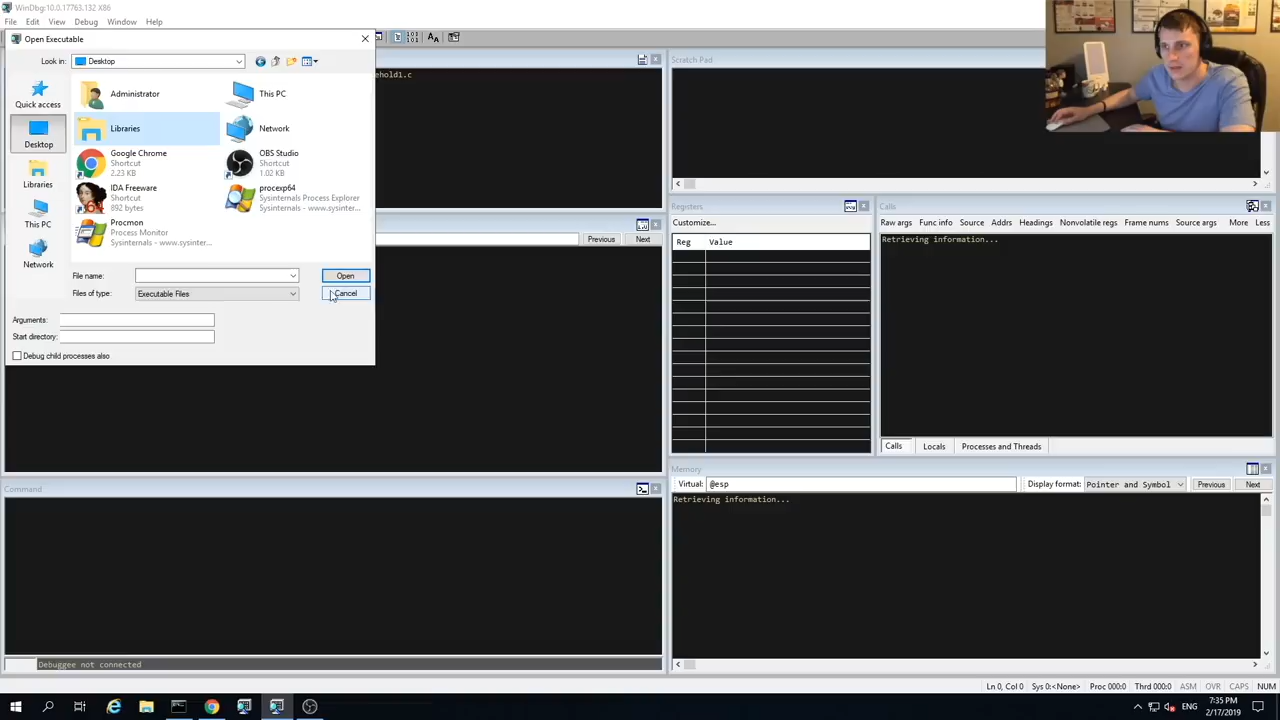 WinDbg:10.0.17763.132 X86
File Edit View Debug Window Help
Open Executable
Look in: Desktop
Quick access
Desktop
Libraries
This PC
Network
Administrator
This PC
Libraries
Network
Google Chrome
Shortcut
2.23 KB
OBS Studio
Shortcut
1.02 KB
IDA Freeware
Shortcut
892 bytes
procexp64
Sysinternals Process Explorer
Sysinternals - www.sysinter...
Procmon
Process Monitor
Sysinternals - www.sysinter...
File name:
Open
Files of type: Executable Files
Cancel
Arguments:
Start directory:
Debug child processes also
ehold1.c
Previous Next
Scratch Pad
Registers
Customize...
Reg Value
Calls
Raw args Func info Source Addrs Headings Nonvolatile regs Frame nums Source args More Less
Retrieving information...
Calls Locals Processes and Threads
Memory
Virtual: @esp Display format: Pointer and Symbol Previous Next
Retrieving information...
Command
Debuggee not connected
Ln 0, Col 0 Sys 0:<None> Proc 000:0 Thrd 000:0 ASM OVR CAPS NUM
ENG
7:35 PM
2/17/2019